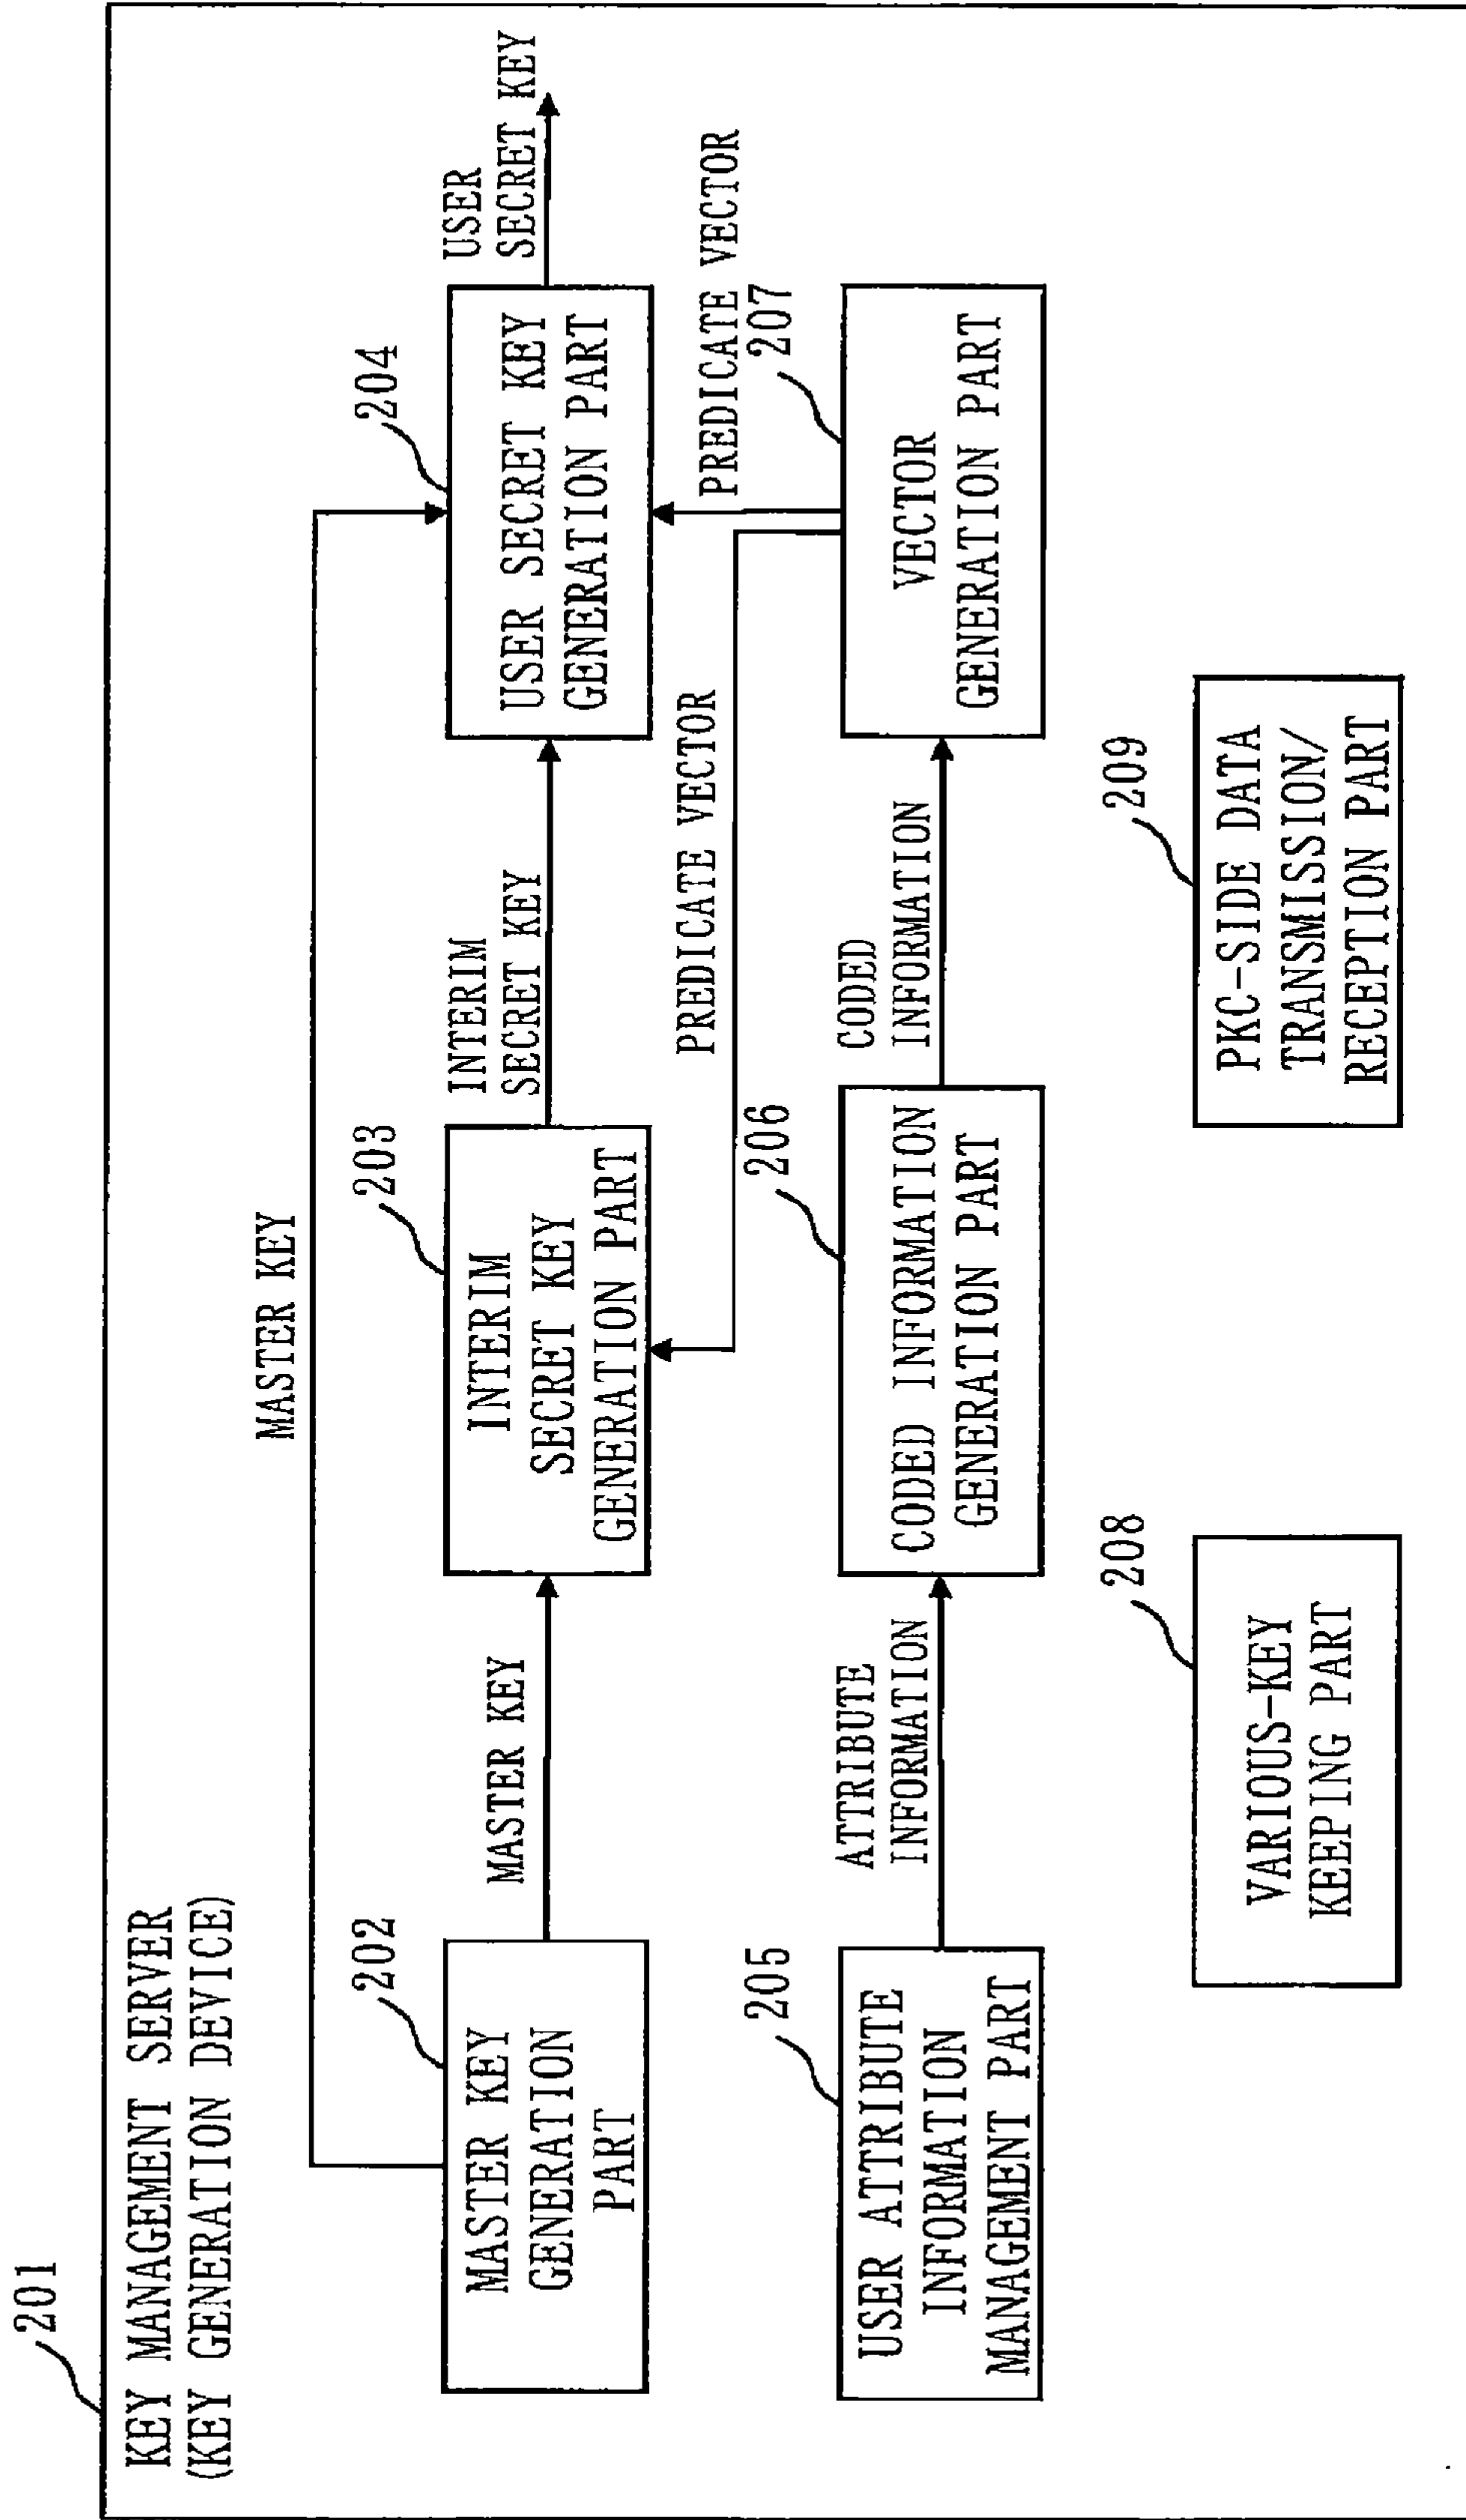 201
KEY MANAGEMENT SERVER
(KEY GENERATION DEVICE)
MASTER KEY
202
MASTER KEY
GENERATION
PART
MASTER KEY
203
INTERIM
SECRET KEY
GENERATION PART
INTERIM
SECRET KEY
204
USER SECRET KEY
GENERATION PART
USER
SECRET KEY
PREDICATE VECTOR
PREDICATE VECTOR
205
USER ATTRIBUTE
INFORMATION
MANAGEMENT PART
ATTRIBUTE
INFORMATION
206
CODED INFORMATION
GENERATION PART
CODED
INFORMATION
207
VECTOR
GENERATION PART
208
VARIOUS-KEY
KEEPING PART
209
PKC-SIDE DATA
TRANSMISSION/
RECEPTION PART